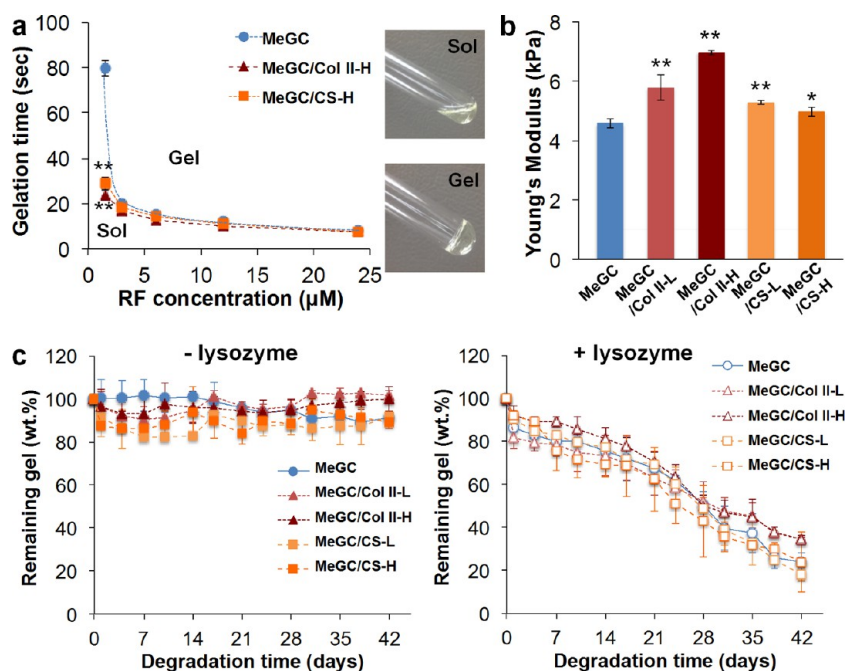 a
Gelation time (sec)
100
80
60
40
20
0
0
5
10
15
20
25
RF concentration (µM)
MeGC
MeGC/Col II-H
MeGC/CS-H
**
**
Gel
Sol
Sol
Gel
b
Young's Modulus (kPa)
8
6
4
2
0
**
**
**
*
MeGC
MeGC
/Col II-L
MeGC
/Col II-H
MeGC
/CS-L
MeGC
/CS-H
c
- lysozyme
Remaining gel (wt.%)
120
100
80
60
40
20
0
0
7
14
21
28
35
42
Degradation time (days)
MeGC
MeGC/Col II-L
MeGC/Col II-H
MeGC/CS-L
MeGC/CS-H
+ lysozyme
Remaining gel (wt.%)
120
100
80
60
40
20
0
0
7
14
21
28
35
42
Degradation time (days)
MeGC
MeGC/Col II-L
MeGC/Col II-H
MeGC/CS-L
MeGC/CS-H